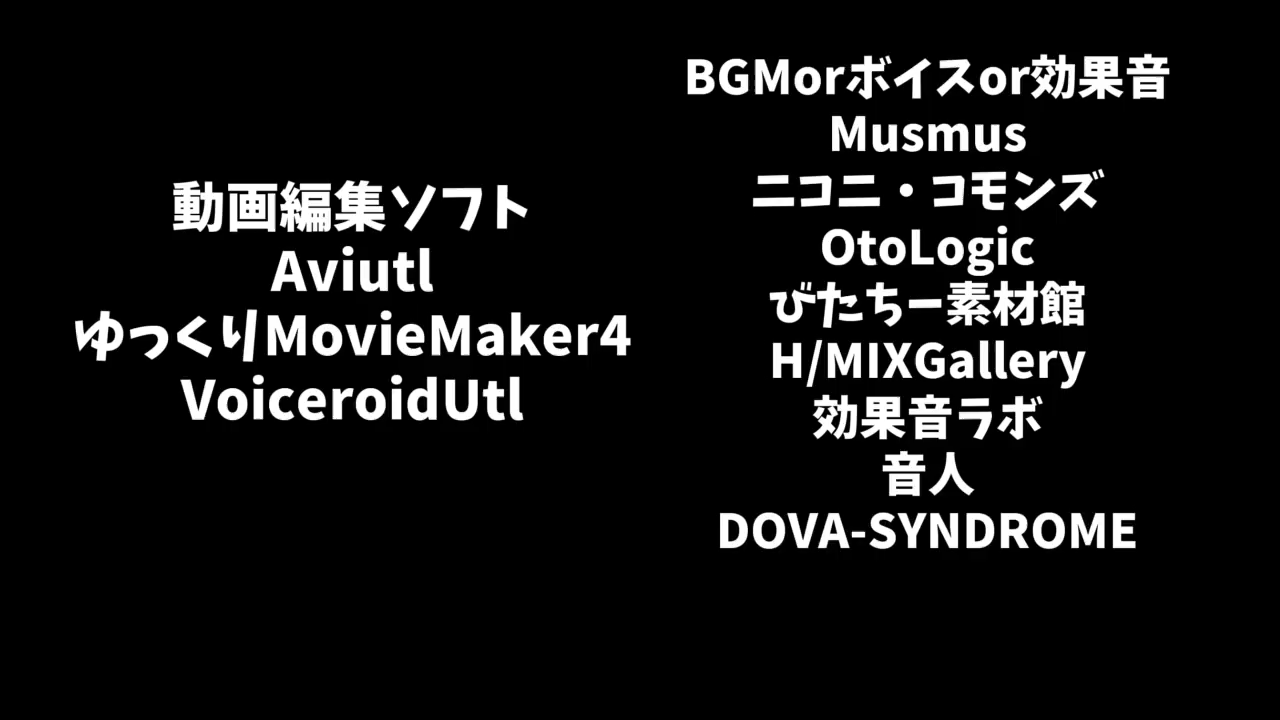 動画編集ソフト
Aviutl
ゆっくりMovieMaker4
VoiceroidUtl
BGMorボイスor効果音
Musmus
ニコニ・コモンズ
OtoLogic
びたちー素材館
H/MIXGallery
効果音ラボ
音人
DOVA-SYNDROME